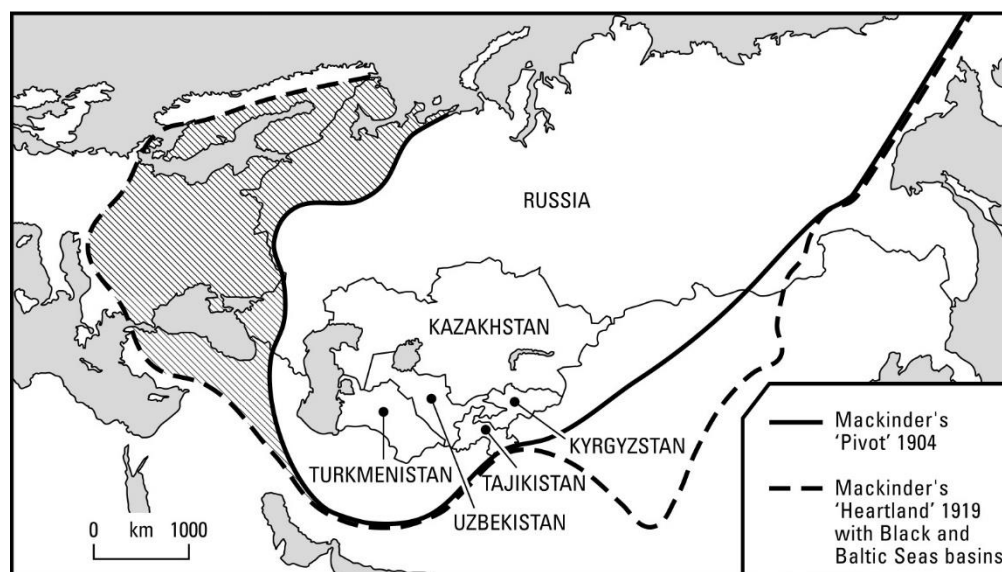 RUSSIA
KAZAKHSTAN
KYRGYZSTAN
TURKMENISTAN
TAJIKISTAN
UZBEKISTAN
0 km 1000
Mackinder's
'Pivot' 1904
Mackinder's
'Heartland' 1919
with Black and
Baltic Seas basins